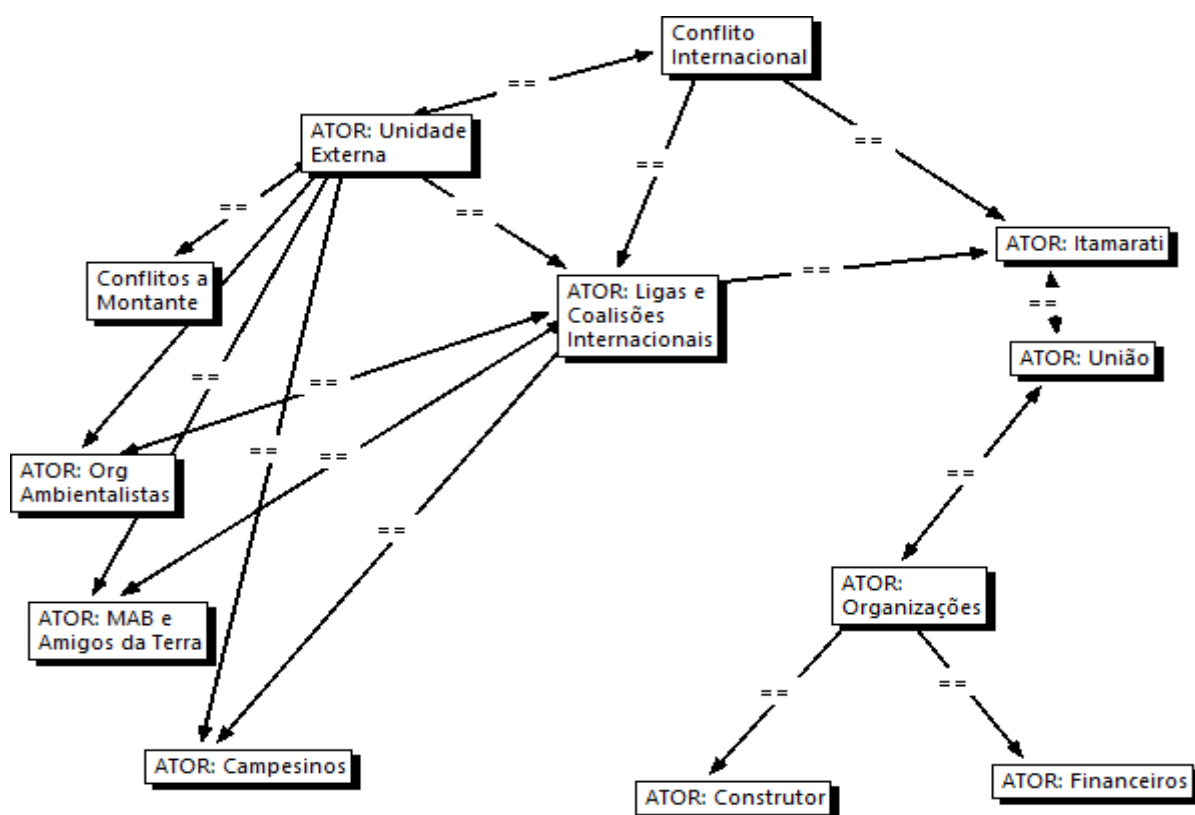 Conflito
Internacional
==
ATOR: Unidade
Externa
==
==
==
==
ATOR: Itamarati
Conflitos a
Montante
==
ATOR: Ligas e
Coalisões
Internacionais
==
ATOR: União
==
==
==
==
ATOR: Org
Ambientalistas
==
==
==
ATOR:
Organizações
ATOR: MAB e
Amigos da Terra
==
==
ATOR: Campesinos
ATOR: Construtor
ATOR: Financeiros